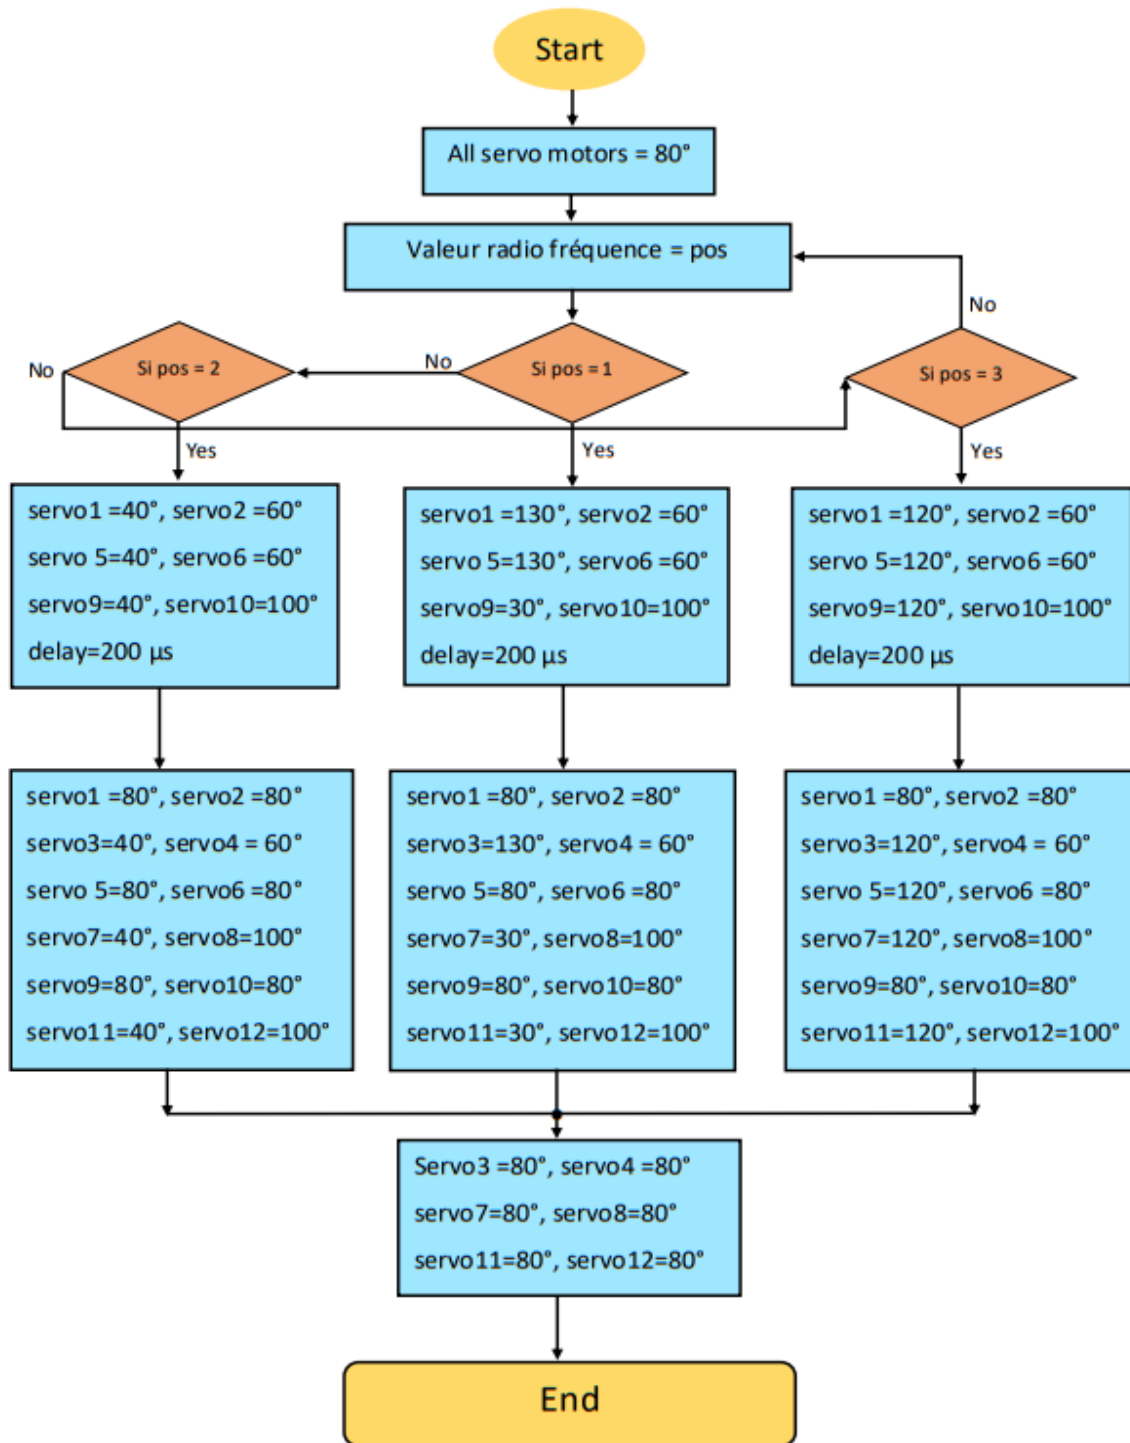 Start
All servo motors = 80°
Valeur radio fréquence = pos
No
No
Si pos = 2
No
Si pos = 1
Si pos = 3
Yes
Yes
Yes
servo1 =40°, servo2 =60°
servo 5=40°, servo6 =60°
servo9=40°, servo10=100°
delay=200 µs
servo1 =130°, servo2 =60°
servo 5=130°, servo6 =60°
servo9=30°, servo10=100°
delay=200 µs
servo1 =120°, servo2 =60°
servo 5=120°, servo6 =60°
servo9=120°, servo10=100°
delay=200 µs
servo1 =80°, servo2 =80°
servo3=40°, servo4 = 60°
servo 5=80°, servo6 =80°
servo7=40°, servo8=100°
servo9=80°, servo10=80°
servo11=40°, servo12=100°
servo1 =80°, servo2 =80°
servo3=130°, servo4 = 60°
servo 5=80°, servo6 =80°
servo7=30°, servo8=100°
servo9=80°, servo10=80°
servo11=30°, servo12=100°
servo1 =80°, servo2 =80°
servo3=120°, servo4 = 60°
servo 5=120°, servo6 =80°
servo7=120°, servo8=100°
servo9=80°, servo10=80°
servo11=120°, servo12=100°
Servo3 =80°, servo4 =80°
servo7=80°, servo8=80°
servo11=80°, servo12=80°
End